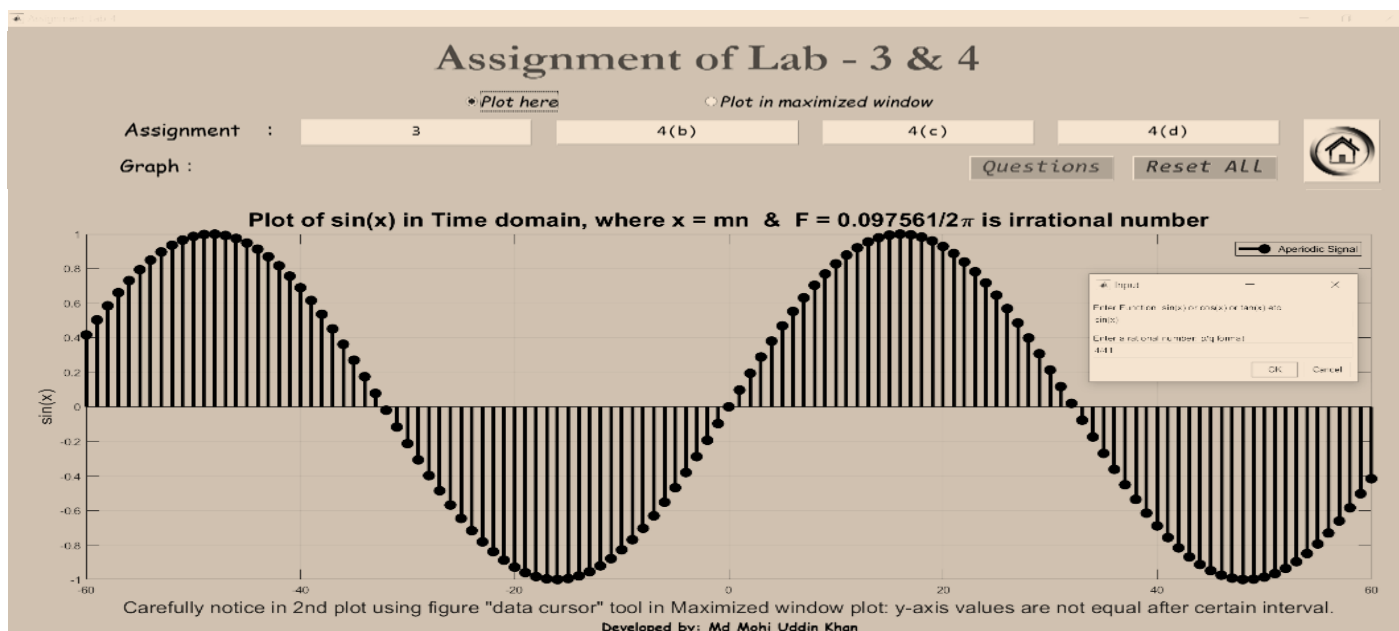 Assignment of Lab - 3 & 4
Plot here Plot in maximized window
Assignment : 3 4(b) 4(c) 4(d)
Graph : Questions Reset ALL
Plot of sin(x) in Time domain, where x = mn & F = 0.097561/2π is irrational number
Aperiodic Signal
Input
Enter Function: sin(x) or cos(x) or tan(x) etc
sin(x)
Enter a rational number: p/q format
4/41
OK Cancel
sin(x)
1
0.8
0.6
0.4
0.2
0
-0.2
-0.4
-0.6
-0.8
-1
-60 -40 -20 0 20 40 60
Carefully notice in 2nd plot using figure "data cursor" tool in Maximized window plot: y-axis values are not equal after certain interval.
Developed by: Md Mohi Uddin Khan